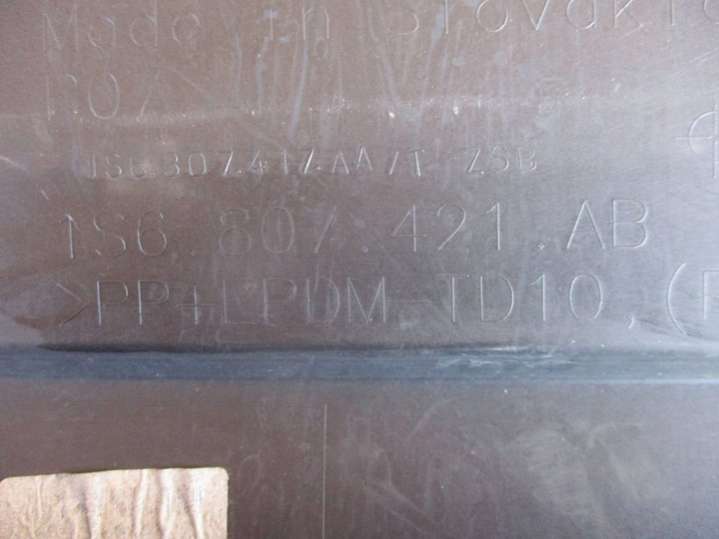 Made in Slovakia
1S6.807.417.AA/T ZSB
1S6.807.421.AB
>PP+EPDM-TD10,(